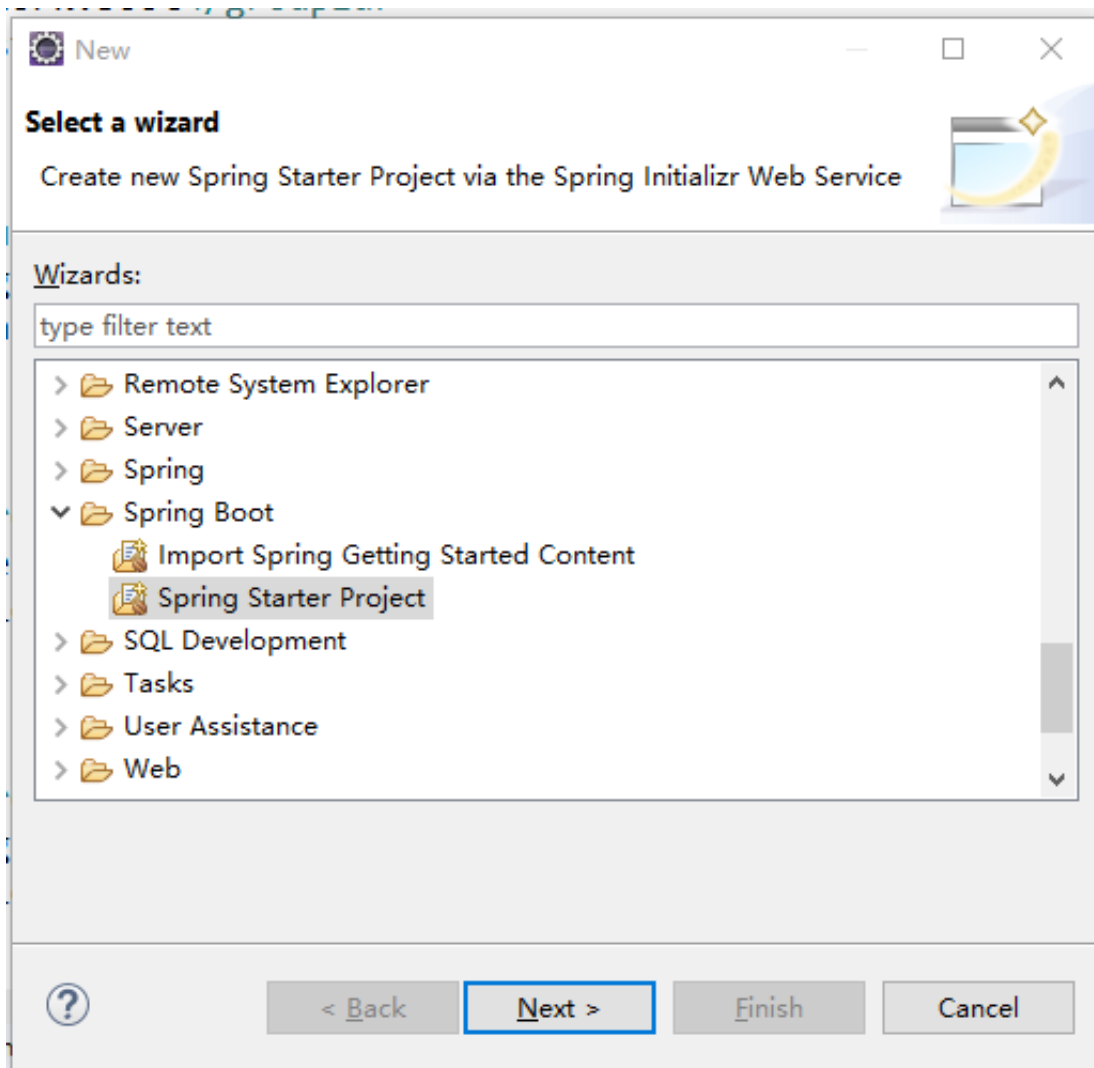 New
Select a wizard
Create new Spring Starter Project via the Spring Initializr Web Service
Wizards:
type filter text
Remote System Explorer
Server
Spring
Spring Boot
Import Spring Getting Started Content
Spring Starter Project
SQL Development
Tasks
User Assistance
Web
< Back
Next >
Finish
Cancel